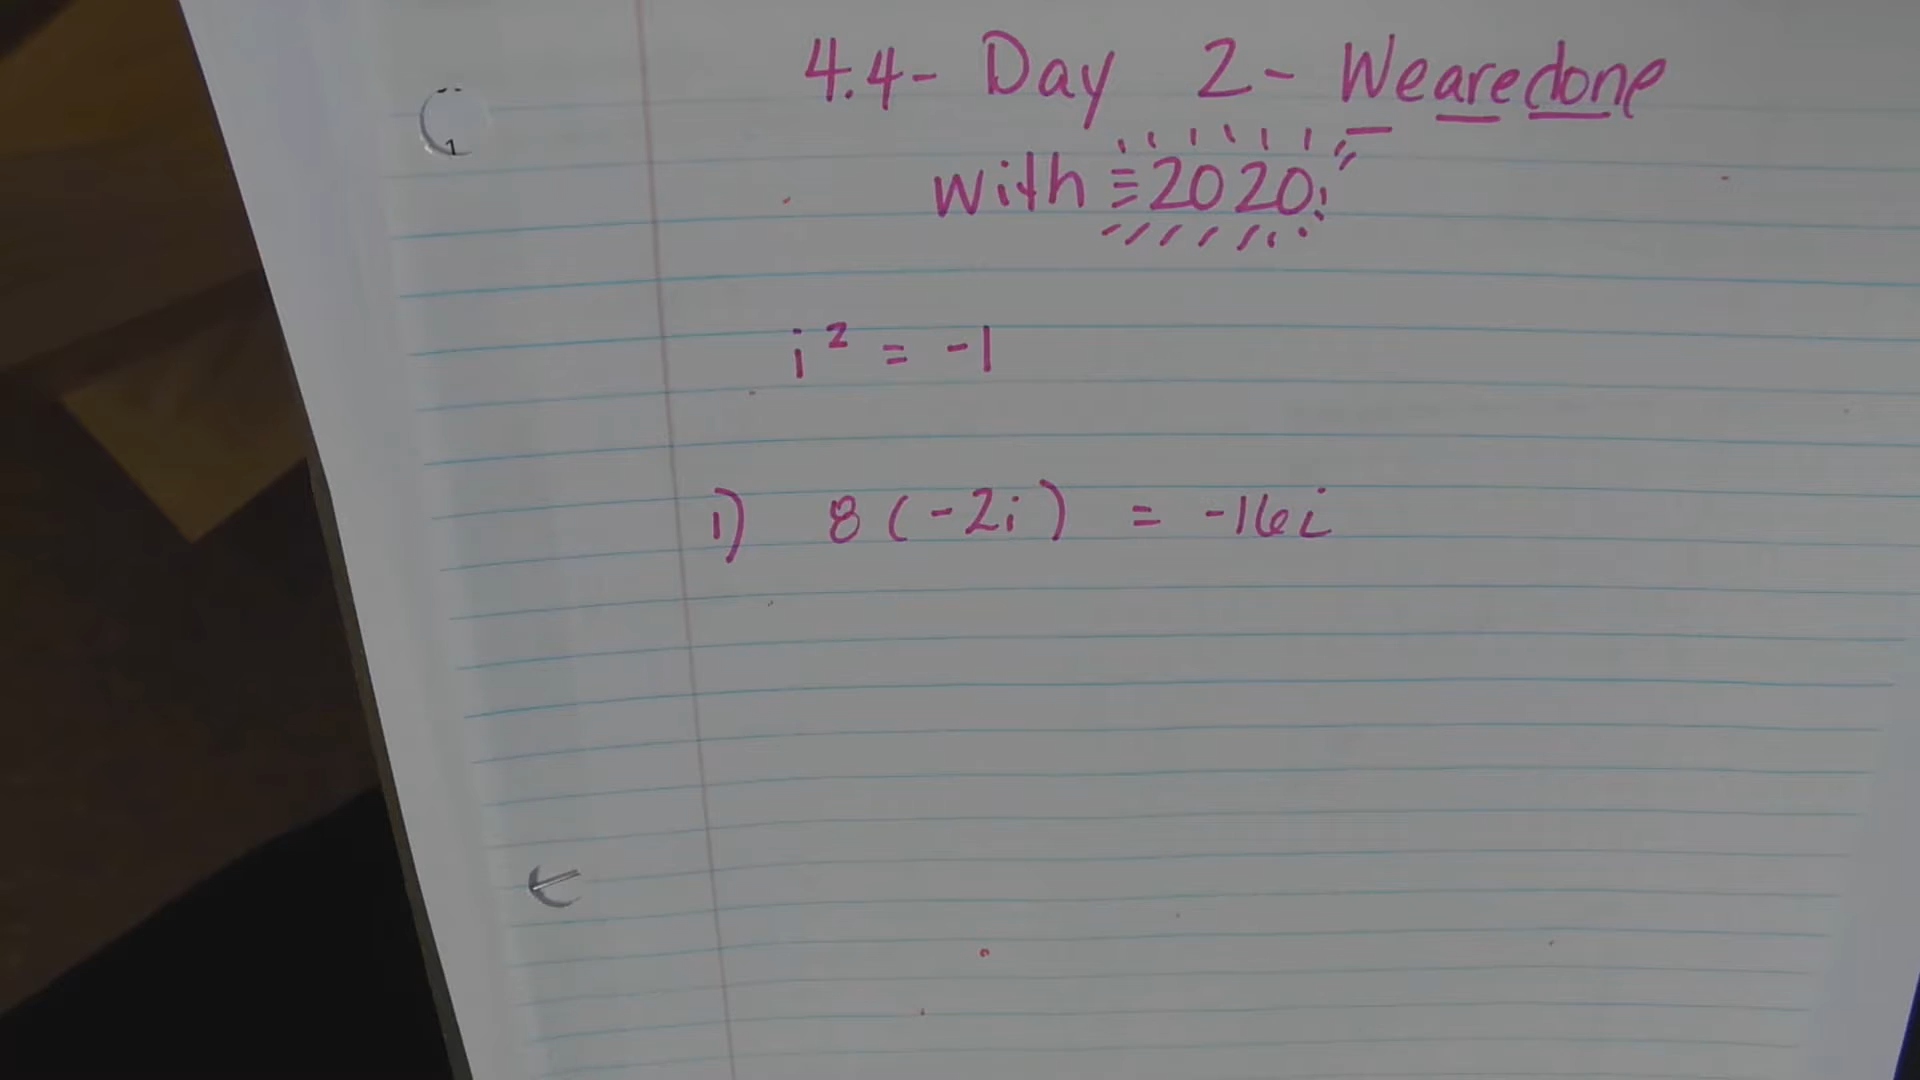 4.4- Day 2- Wearedone
with 2020!
i² = -1
1) 8(-2i) = -16i